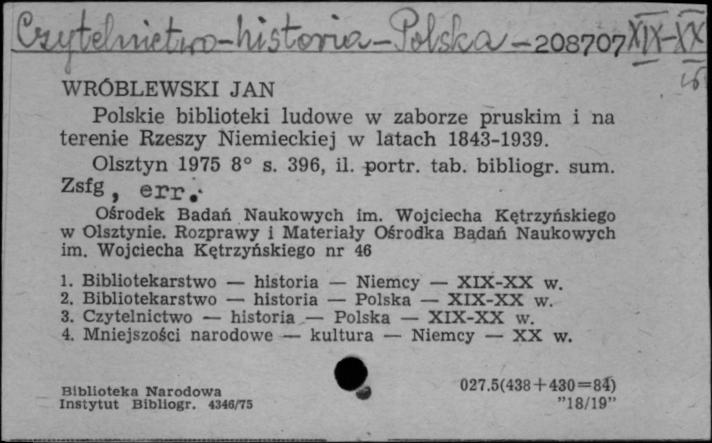 Czytelnictwo-historia-Polska-208707 XIX-XX
w
WRÓBLEWSKI JAN
Polskie biblioteki ludowe w zaborze pruskim i na
terenie Rzeszy Niemieckiej w latach 1843-1939.
Olsztyn 1975 8° s. 396, il. portr. tab. bibliogr. sum.
Zsfg, err.
Ośrodek Badań Naukowych im. Wojciecha Kętrzyńskiego
w Olsztynie. Rozprawy i Materiały Ośrodka Badań Naukowych
im. Wojciecha Kętrzyńskiego nr 46
1. Bibliotekarstwo — historia — Niemcy — XIX-XX w.
2. Bibliotekarstwo — historia — Polska — XIX-XX w.
3. Czytelnictwo — historia — Polska — XIX-XX w.
4. Mniejszości narodowe — kultura — Niemcy — XX w.
Biblioteka Narodowa
Instytut Bibliogr. 4346/75
027.5(438+430=84)
"18/19"